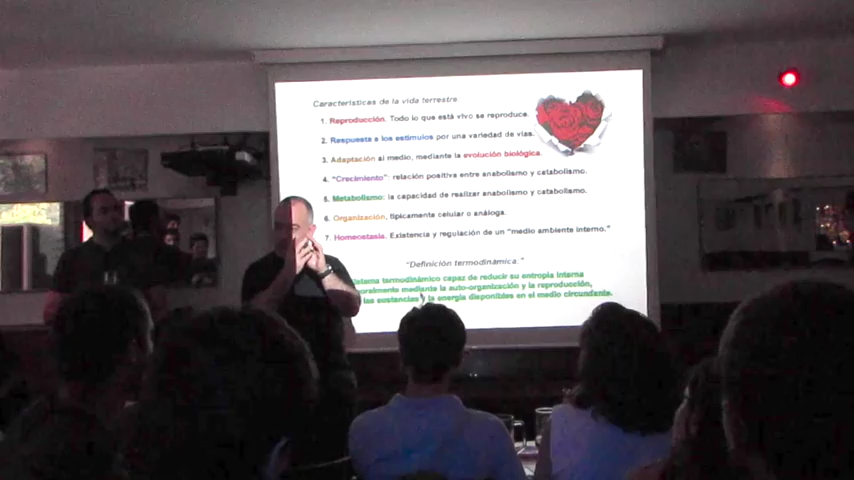 Características de la vida terrestre
1. Reproducción. Todo lo que está vivo se reproduce.
2. Respuesta a los estímulos por una variedad de vías.
3. Adaptación al medio, mediante la evolución biológica.
4. "Crecimiento": relación positiva entre anabolismo y catabolismo.
5. Metabolismo: la capacidad de realizar anabolismo y catabolismo.
6. Organización, típicamente celular o análoga.
7. Homeostasia. Existencia y regulación de un "medio ambiente interno."
"Definición termodinámica:"
termodinámico capaz de reducir su entropía interna
mediante la auto-organización y la reproducción,
las sustancias y la energía disponibles en el medio circundante.